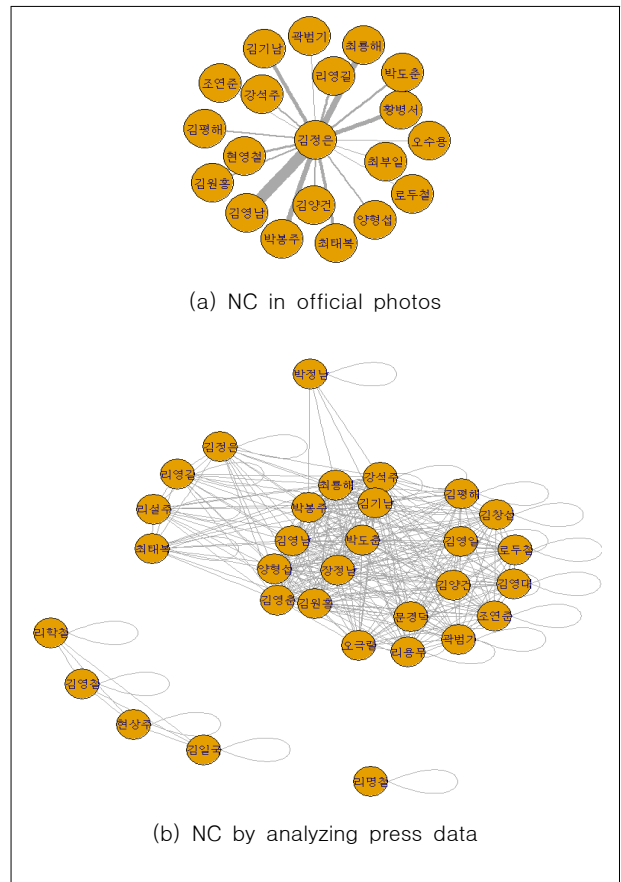 곽범기
최룡해
김기남
리영길
박도춘
조연준
강석주
황병서
김평해
김정은
오수용
현영철
최부일
김원홍
로두철
김영남
김양건
양형섭
박봉주
최태복
(a) NC in official photos
박정남
김정은
리영길
최룡해
강석주
김평해
리설주
박봉주
김기남
김창섭
최태복
김영남
박도춘
김영일
로두철
양형섭
강정남
김양건
김영대
김영춘
김원홍
문경덕
조연준
리학철
오극렬
리용무
곽범기
김영철
현상주
김일국
리명철
(b) NC by analyzing press data